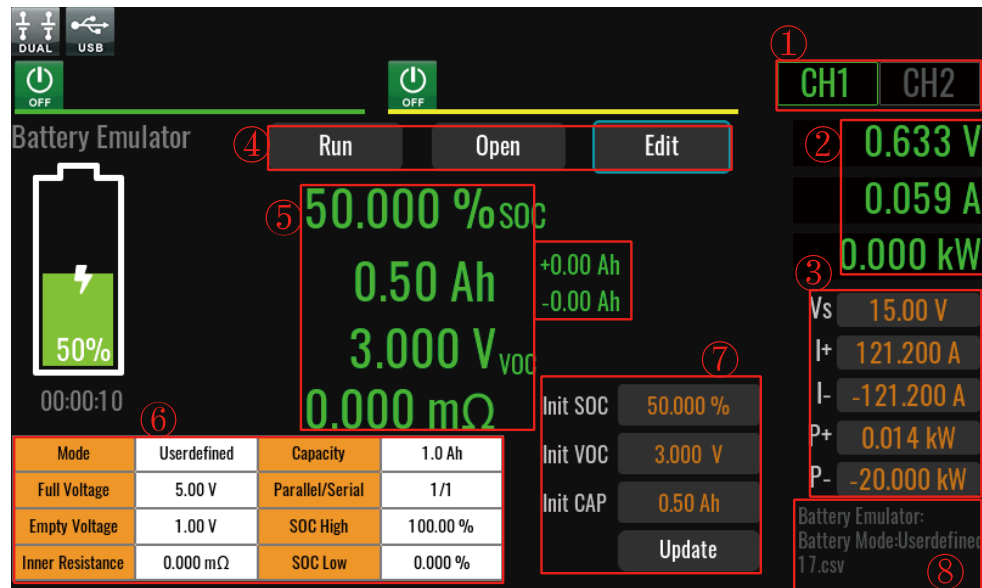 DUAL USB
①
OFF OFF CH1 CH2
Battery Emulator ④ Run Open Edit ② 0.633 V
⑤ 50.000 % SOC 0.059 A
0.50 Ah +0.00 Ah 0.000 kW
-0.00 Ah ③
Vs 15.00 V
50% 3.000 V VOC ⑦ I+ 121.200 A
00:00:10 0.000 mΩ Init SOC 50.000 % I- -121.200 A
⑥ P+ 0.014 kW
Mode Userdefined Capacity 1.0 Ah Init VOC 3.000 V
Full Voltage 5.00 V Parallel/Serial 1/1 P- -20.000 kW
Empty Voltage 1.00 V SOC High 100.00 % Init CAP 0.50 Ah Battery Emulator:
Inner Resistance 0.000 mΩ SOC Low 0.000 % Update Battery Mode:Userdefined
17.csv ⑧